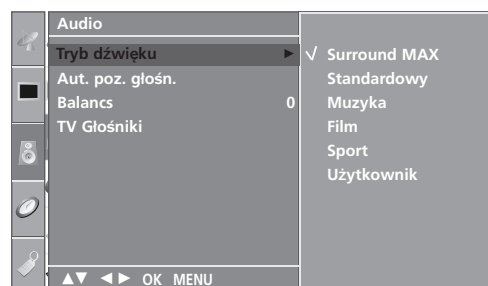 Audio
Tryb dźwięku ►
Aut. poz. głośn.
Balancs 0
TV Głośniki
▲▼ ◄► OK MENU
√ Surround MAX
Standardowy
Muzyka
Film
Sport
Użytkownik